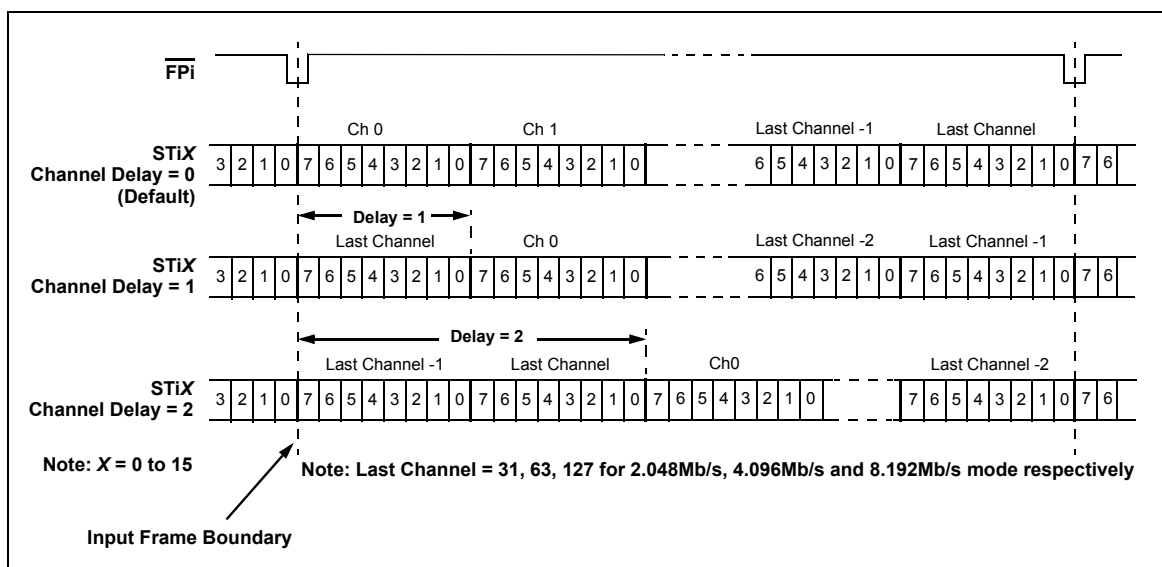 FPi
Ch 0 Ch 1 Last Channel -1 Last Channel
STiX
Channel Delay = 0
(Default)
3 2 1 0 7 6 5 4 3 2 1 0 7 6 5 4 3 2 1 0 6 5 4 3 2 1 0 7 6 5 4 3 2 1 0 7 6
Delay = 1
Last Channel Ch 0 Last Channel -2 Last Channel -1
STiX
Channel Delay = 1
3 2 1 0 7 6 5 4 3 2 1 0 7 6 5 4 3 2 1 0 6 5 4 3 2 1 0 7 6 5 4 3 2 1 0 7 6
Delay = 2
Last Channel -1 Last Channel Ch0 Last Channel -2
STiX
Channel Delay = 2
3 2 1 0 7 6 5 4 3 2 1 0 7 6 5 4 3 2 1 0 7 6 5 4 3 2 1 0 7 6 5 4 3 2 1 0 7 6
Note: X = 0 to 15
Note: Last Channel = 31, 63, 127 for 2.048Mb/s, 4.096Mb/s and 8.192Mb/s mode respectively
Input Frame Boundary